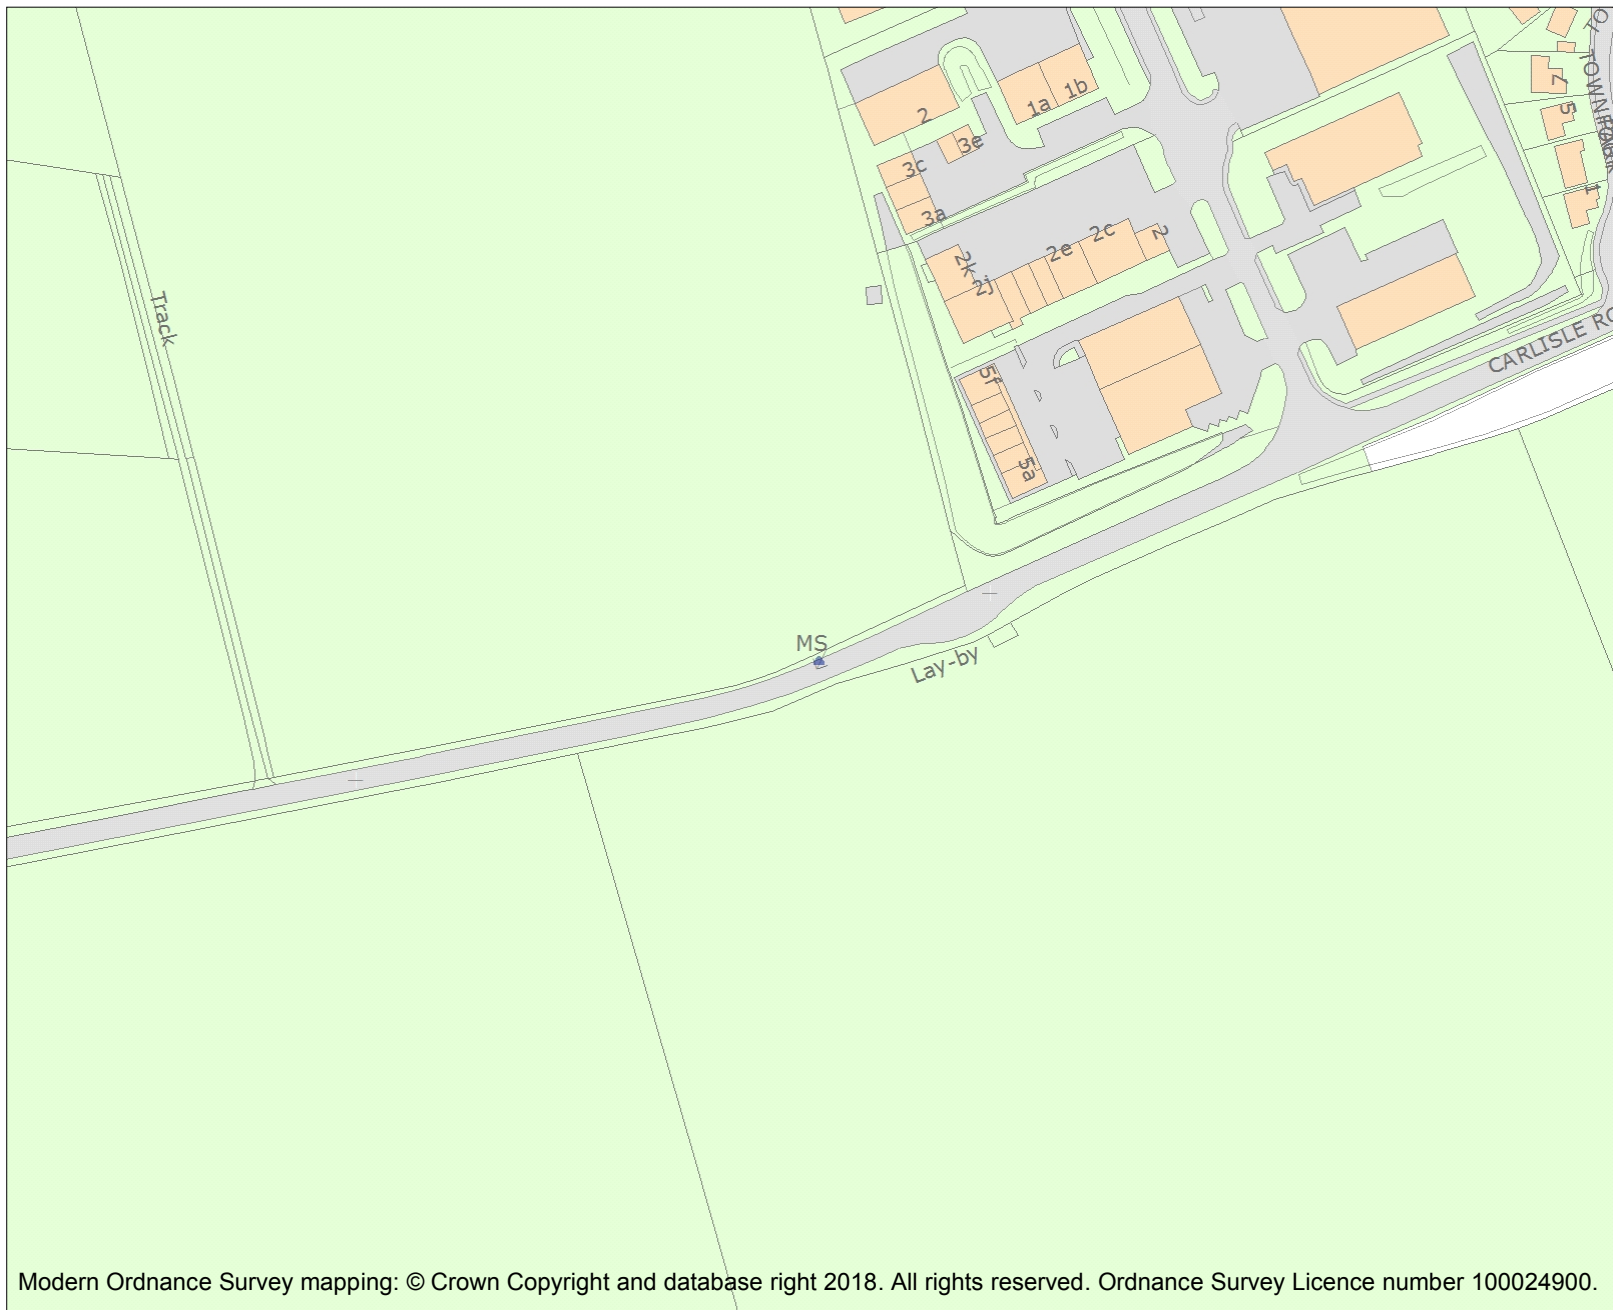 TOWNFOOT
7
5
1
2
1a
1b
3e
3c
3a
2k
2j
2e
2c
2
5f
5a
CARLISLE RO
Track
MS
Lay-by
Modern Ordnance Survey mapping: © Crown Copyright and database right 2018. All rights reserved. Ordnance Survey Licence number 100024900.